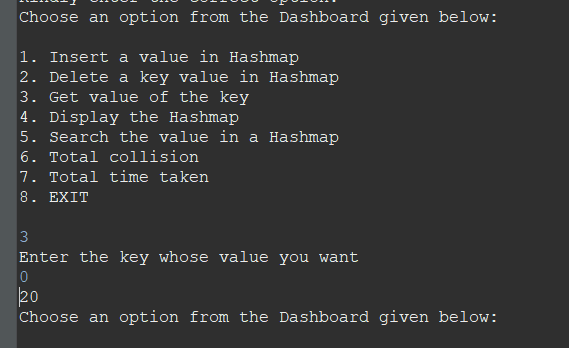 Choose an option from the Dashboard given below:
1. Insert a value in Hashmap
2. Delete a key value in Hashmap
3. Get value of the key
4. Display the Hashmap
5. Search the value in a Hashmap
6. Total collision
7. Total time taken
8. EXIT
3
Enter the key whose value you want
0
20
Choose an option from the Dashboard given below: